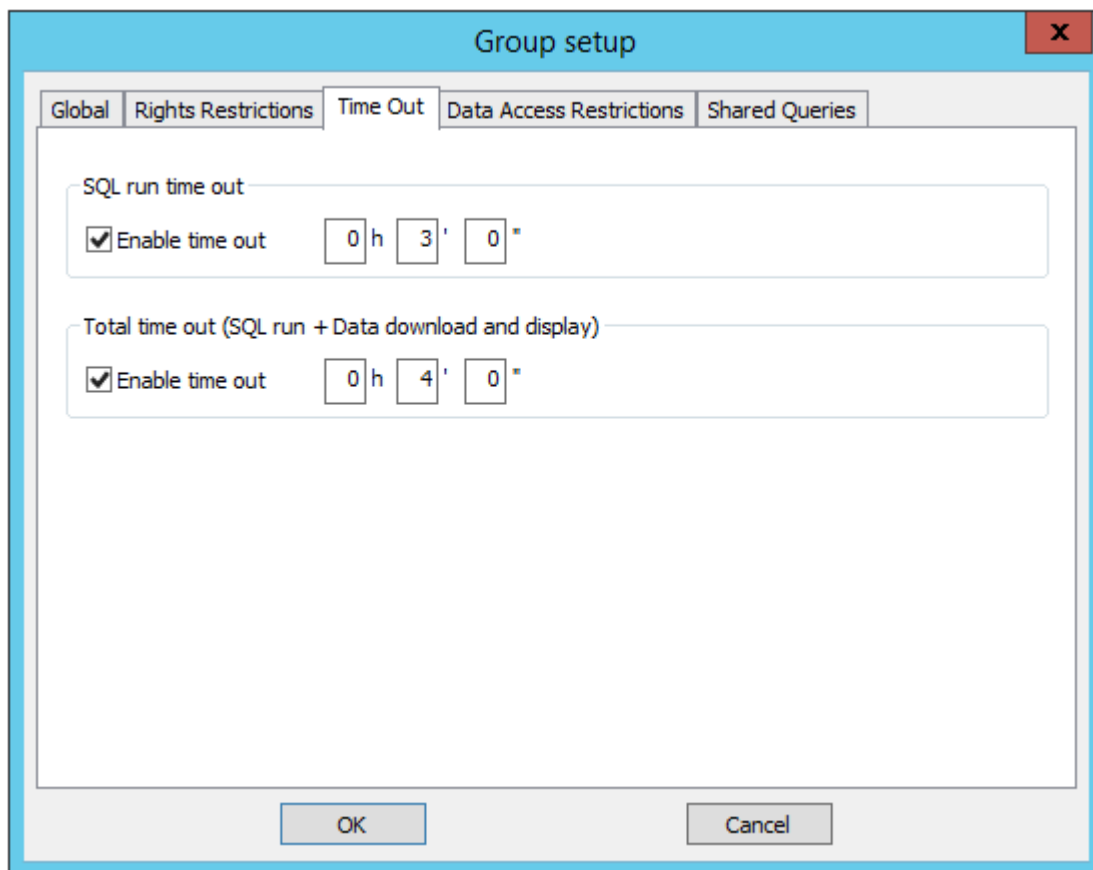 Group setup x
Global Rights Restrictions Time Out Data Access Restrictions Shared Queries
SQL run time out
Enable time out 0 h 3 ' 0 "
Total time out (SQL run + Data download and display)
Enable time out 0 h 4 ' 0 "
OK Cancel